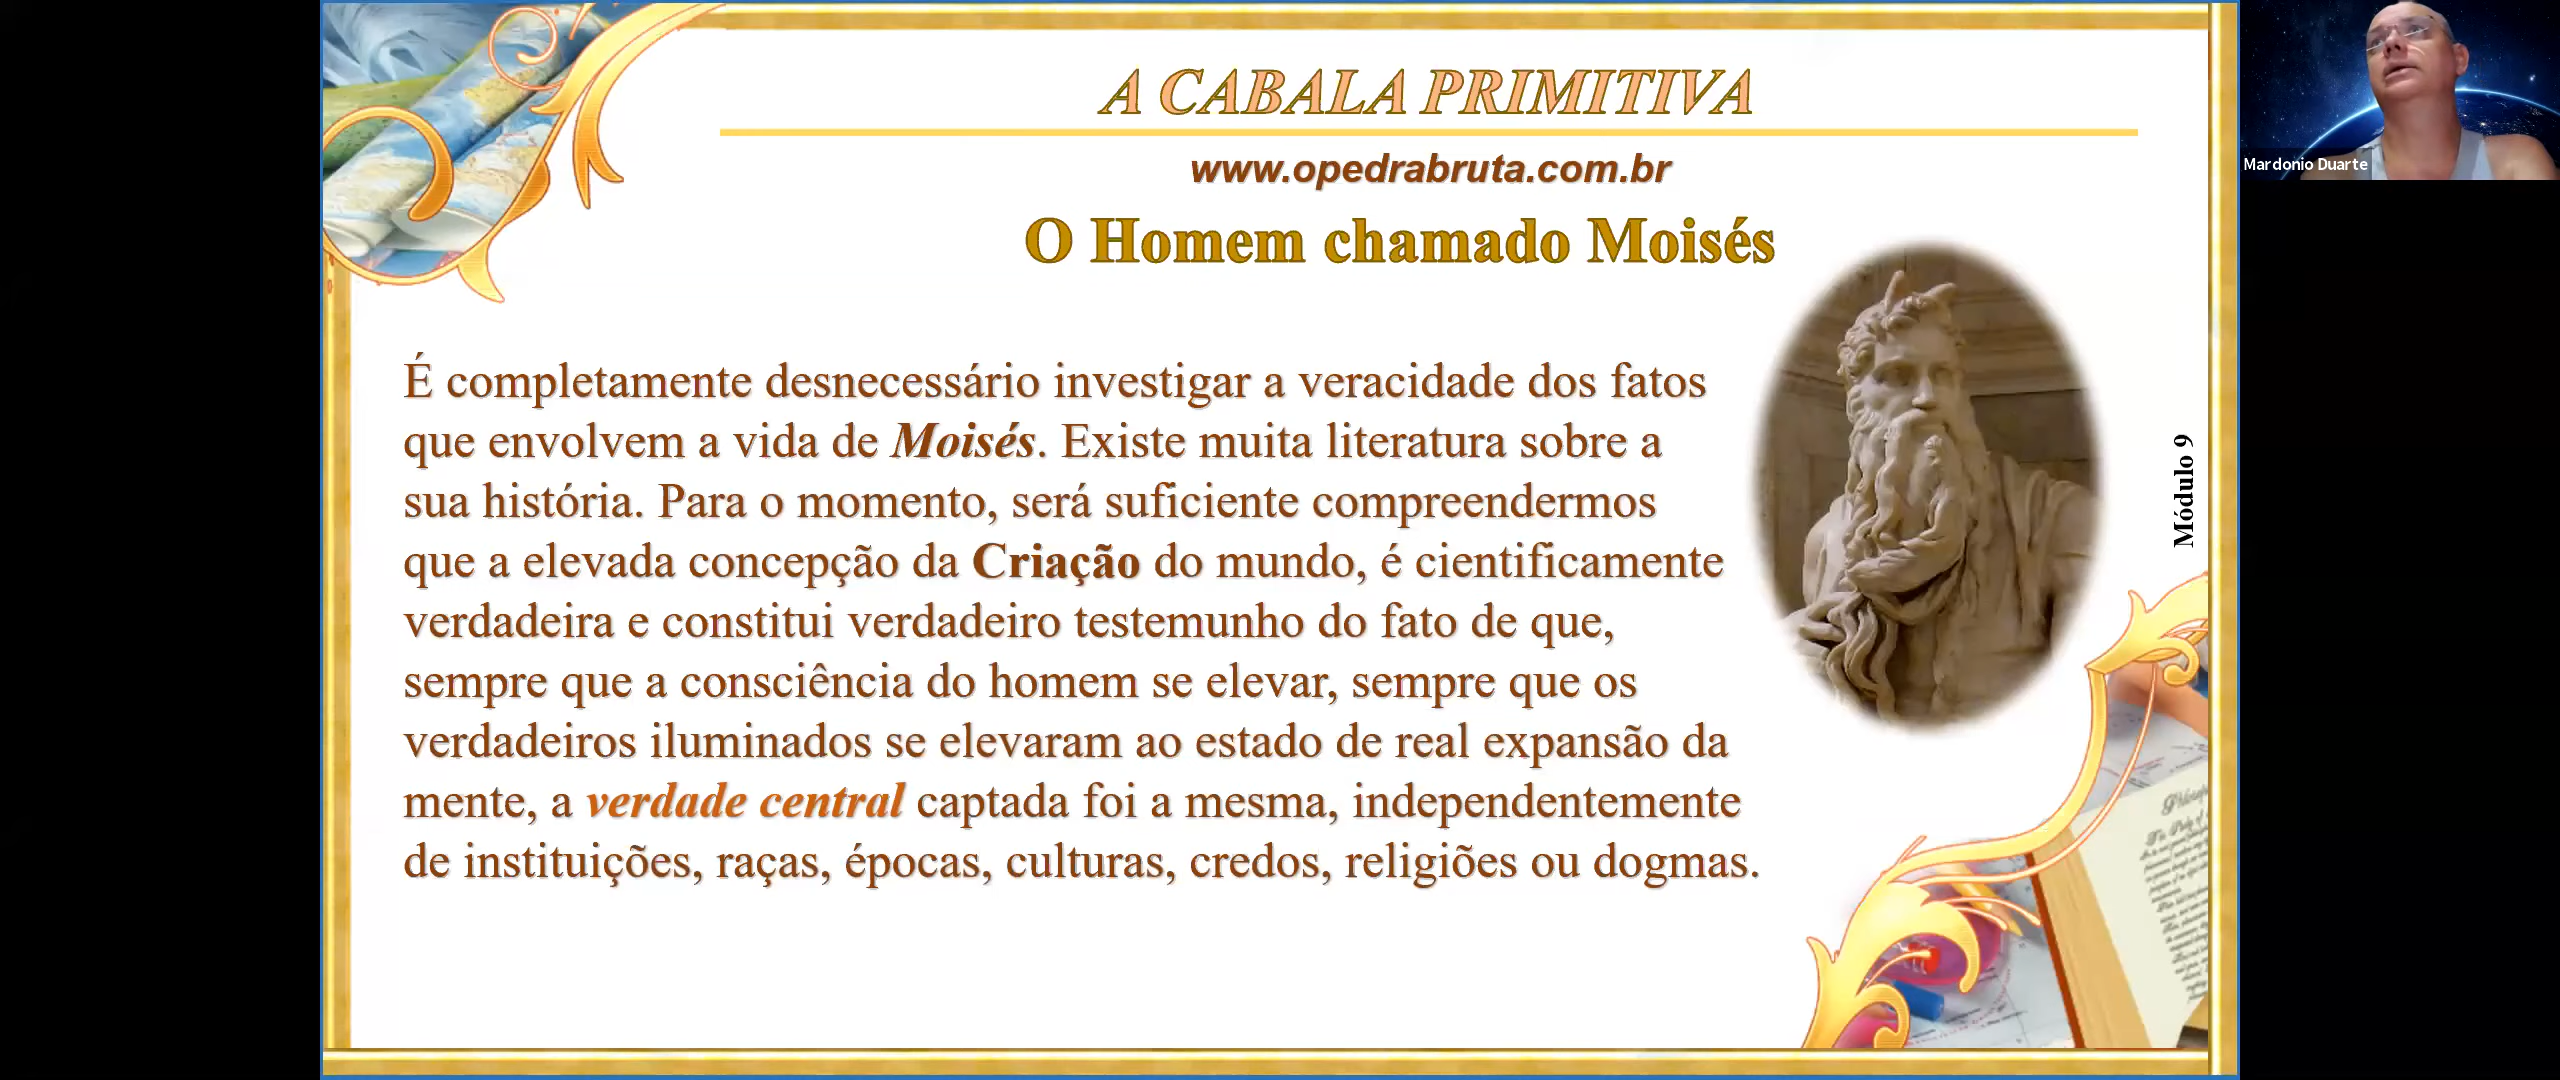 A CABALA PRIMITIVA
www.opedrabruta.com.br
O Homem chamado Moisés
É completamente desnecessário investigar a veracidade dos fatos
que envolvem a vida de Moisés. Existe muita literatura sobre a
sua história. Para o momento, será suficiente compreendermos
que a elevada concepção da Criação do mundo, é cientificamente
verdadeira e constitui verdadeiro testemunho do fato de que,
sempre que a consciência do homem se elevar, sempre que os
verdadeiros iluminados se elevaram ao estado de real expansão da
mente, a verdade central captada foi a mesma, independentemente
de instituições, raças, épocas, culturas, credos, religiões ou dogmas.
Módulo 9
Mardonio Duarte